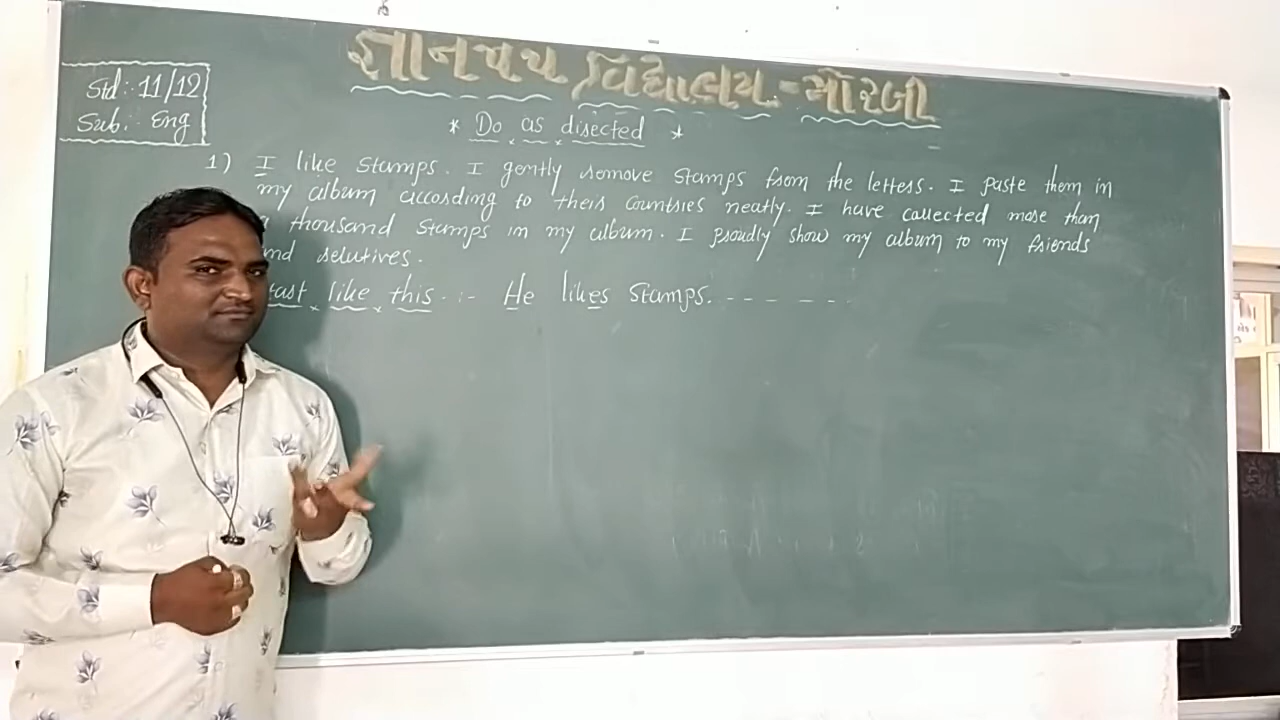 જ્ઞાનપથ વિદ્યાલય - મોરબી
Std :- 11/12
Sub :- Eng
* Do as directed *
1) I like stamps. I gently remove stamps from the letters. I paste them in
my album according to their countries neatly. I have collected more than
thousand stamps in my album. I proudly show my album to my friends
and relatives.
start like this :- He likes stamps. - - - - - -